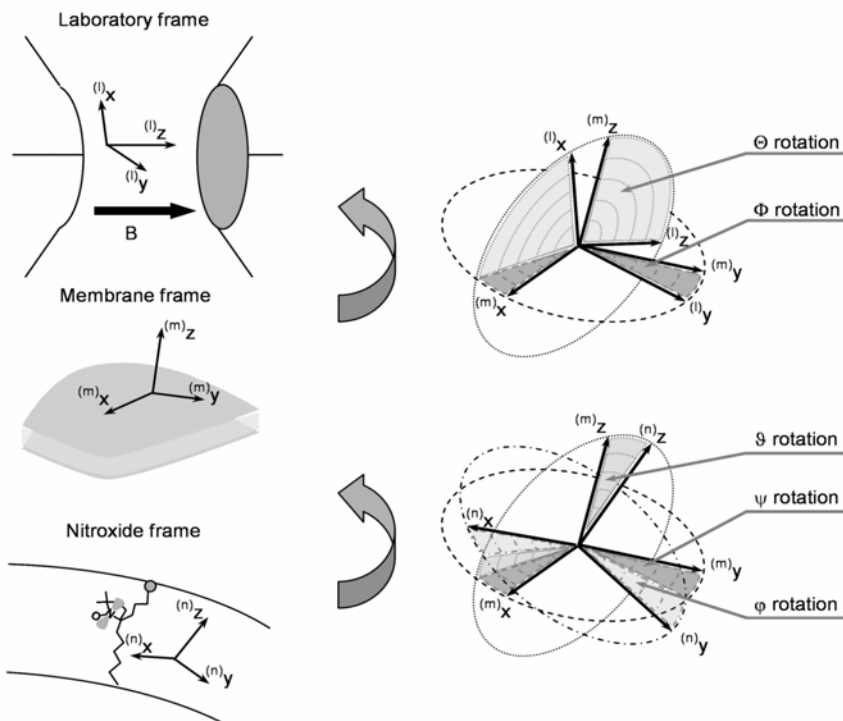 Laboratory frame
(l)x
(l)z
(l)y
B
Membrane frame
(m)z
(m)x
(m)y
Nitroxide frame
(n)z
(n)x
(n)y
(l)x
(m)z
Θ rotation
Φ rotation
(l)z
(m)y
(m)x
(l)y
(m)z
(n)z
ϑ rotation
(n)x
ψ rotation
(m)y
(m)x
φ rotation
(n)y